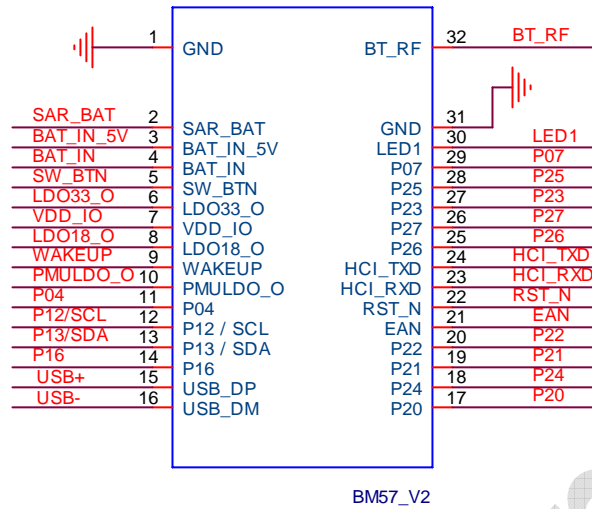 1 GND BT_RF 32 BT_RF
SAR_BAT 2 SAR_BAT GND 31
BAT_IN_5V 3 BAT_IN_5V LED1 30 LED1
BAT_IN 4 BAT_IN P07 29 P07
SW_BTN 5 SW_BTN P25 28 P25
LDO33_O 6 LDO33_O P23 27 P23
VDD_IO 7 VDD_IO P27 26 P27
LDO18_O 8 LDO18_O P26 25 P26
WAKEUP 9 WAKEUP HCI_TXD 24 HCI_TXD
PMULDO_O 10 PMULDO_O HCI_RXD 23 HCI_RXD
P04 11 P04 RST_N 22 RST_N
P12/SCL 12 P12 / SCL EAN 21 EAN
P13/SDA 13 P13 / SDA P22 20 P22
P16 14 P16 P21 19 P21
USB+ 15 USB_DP P24 18 P24
USB- 16 USB_DM P20 17 P20
BM57_V2